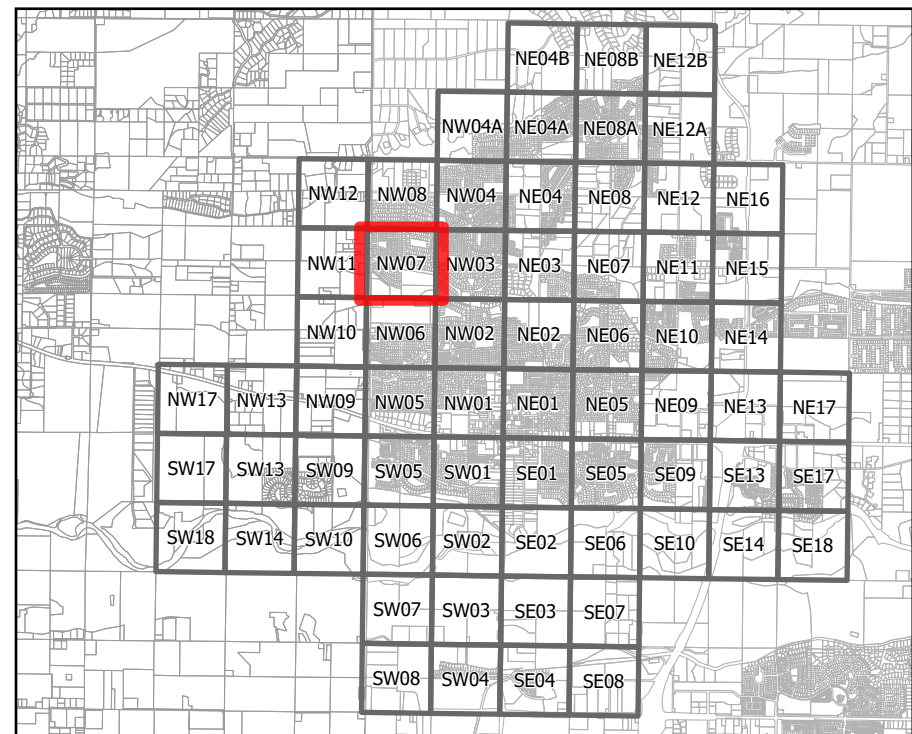 NE04B NE08B NE12B
NW04A NE04A NE08A NE12A
NW12 NW08 NW04 NE04 NE08 NE12 NE16
NW11 NW07 NW03 NE03 NE07 NE11 NE15
NW10 NW06 NW02 NE02 NE06 NE10 NE14
NW17 NW13 NW09 NW05 NW01 NE01 NE05 NE09 NE13 NE17
SW17 SW13 SW09 SW05 SW01 SE01 SE05 SE09 SE13 SE17
SW18 SW14 SW10 SW06 SW02 SE02 SE06 SE10 SE14 SE18
SW07 SW03 SE03 SE07
SW08 SW04 SE04 SE08